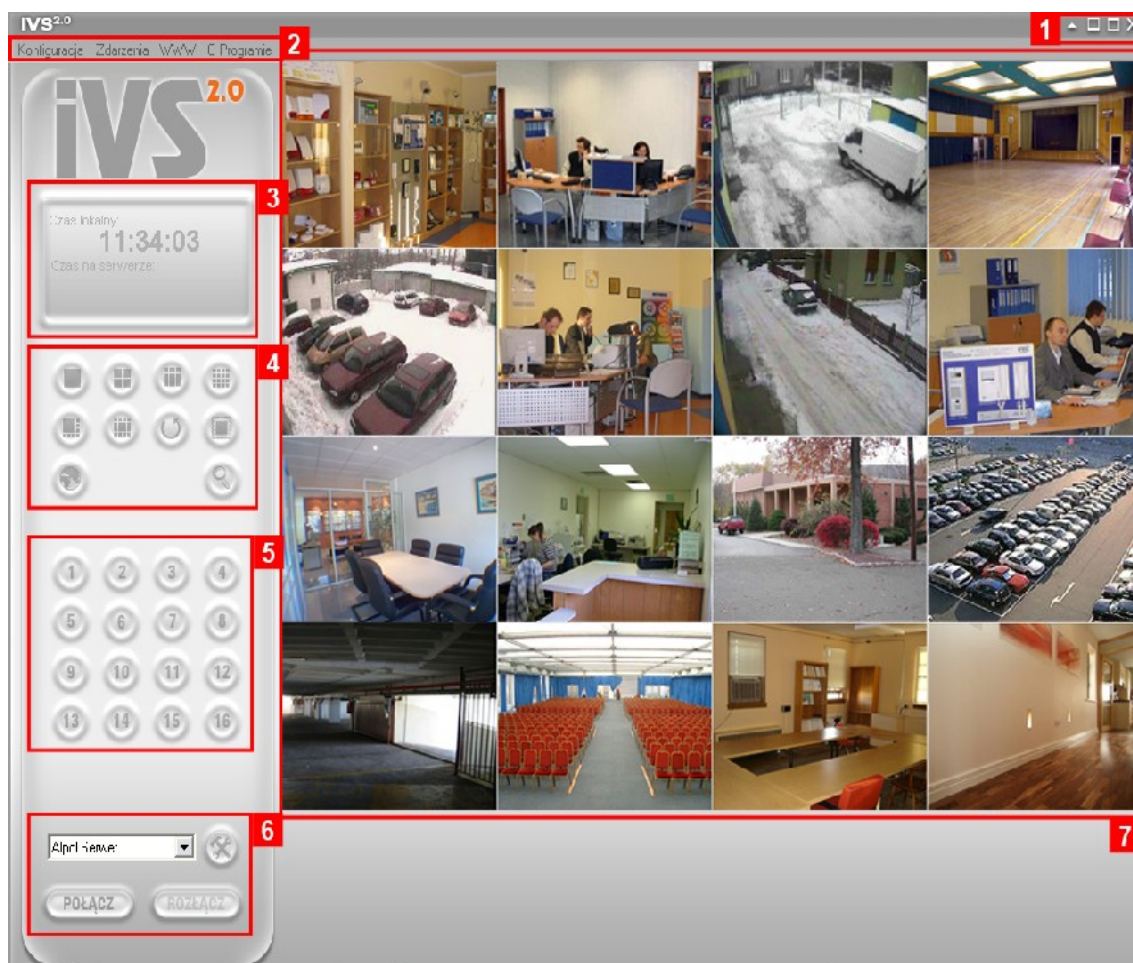 iVS2.0
1
Konfiguracja Zdarzenia WWW O Programie
2
iVS 2.0
3
Czas lokalny:
11:34:03
Czas na serwerze:
4
5
1 2 3 4
5 6 7 8
9 10 11 12
13 14 15 16
6
POŁĄCZ ROZŁĄCZ
7